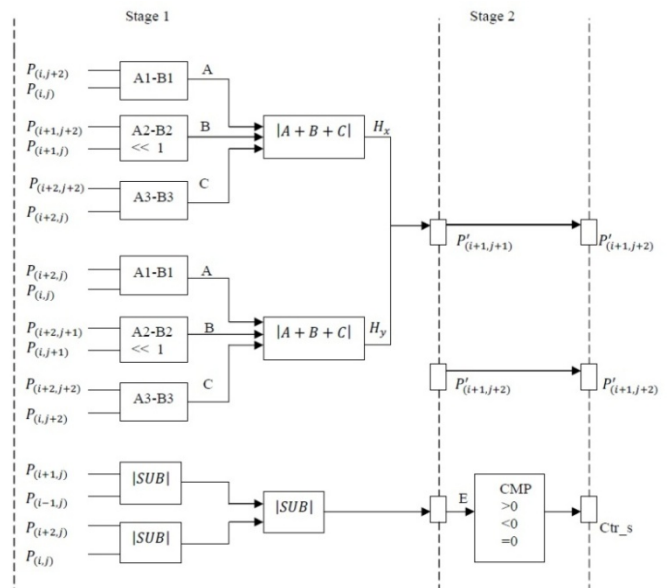 Stage 1
Stage 2
P(i,j+2)
P(i,j)
A1-B1
A
P(i+1,j+2)
P(i+1,j)
A2-B2
<< 1
B
P(i+2,j+2)
P(i+2,j)
A3-B3
C
|A + B + C|
Hx
P(i+2,j)
P(i,j)
A1-B1
A
P(i+2,j+1)
P(i,j+1)
A2-B2
<< 1
B
P(i+2,j+2)
P(i,j+2)
A3-B3
C
|A + B + C|
Hy
P′(i+1,j+1)
P′(i+1,j+2)
P′(i+1,j+2)
P′(i+1,j+2)
P(i+1,j)
P(i-1,j)
|SUB|
P(i+2,j)
P(i,j)
|SUB|
|SUB|
E
CMP
>0
<0
=0
Ctr_s